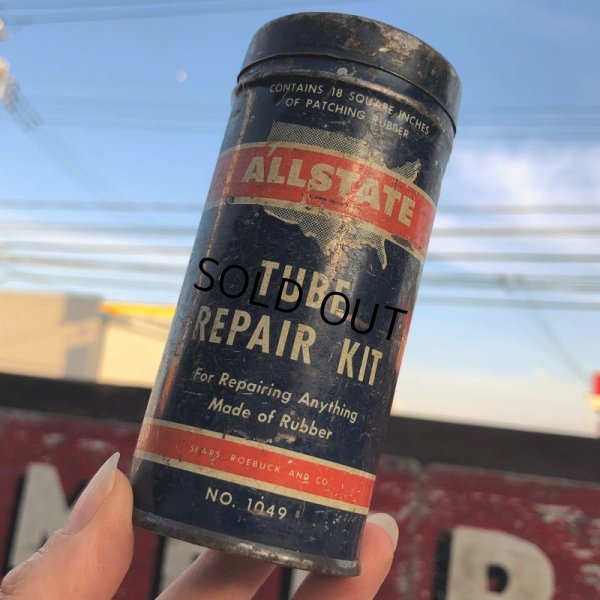 CONTAINS 18 SQUARE INCHES
OF PATCHING RUBBER
ALLSTATE
TUBE
SOLD OUT
REPAIR KIT
For Repairing Anything
Made of Rubber
SEARS, ROEBUCK AND CO.
NO. 1049